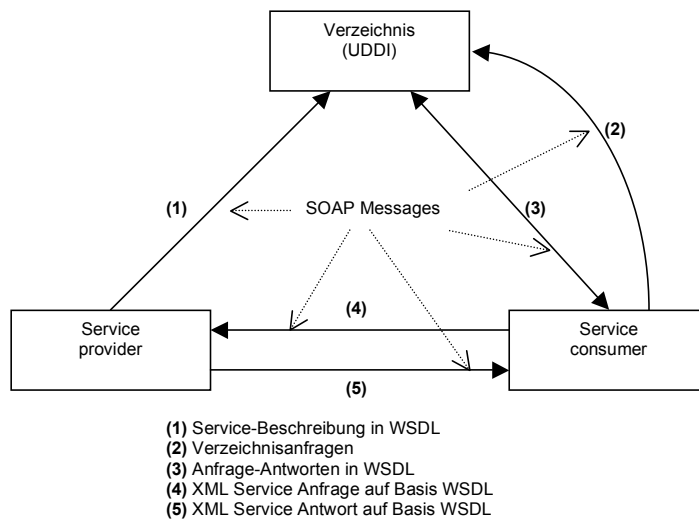 Verzeichnis
(UDDI)
(2)
(1)
SOAP Messages
(3)
Service
provider
(4)
Service
consumer
(5)
(1) Service-Beschreibung in WSDL
(2) Verzeichnisanfragen
(3) Anfrage-Antworten in WSDL
(4) XML Service Anfrage auf Basis WSDL
(5) XML Service Antwort auf Basis WSDL